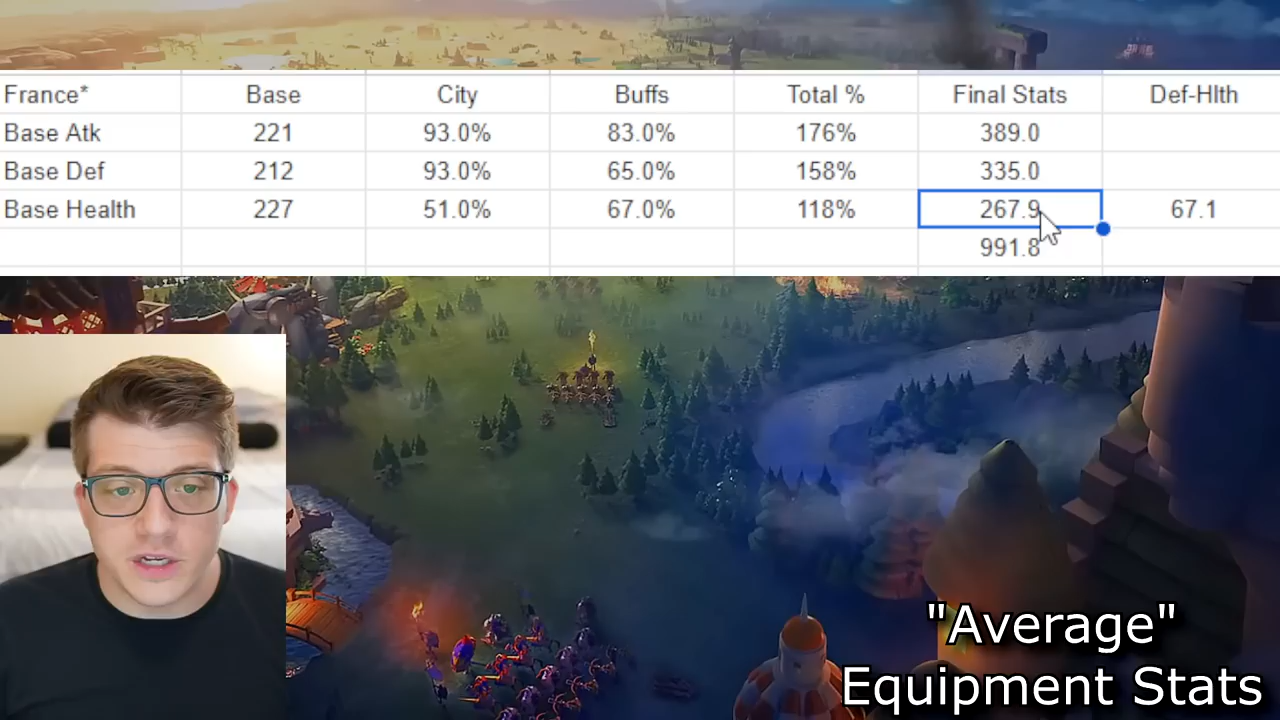 France* Base City Buffs Total % Final Stats Def-Hlth
Base Atk 221 93.0% 83.0% 176% 389.0
Base Def 212 93.0% 65.0% 158% 335.0
Base Health 227 51.0% 67.0% 118% 267.9 67.1
991.8
"Average"
Equipment Stats